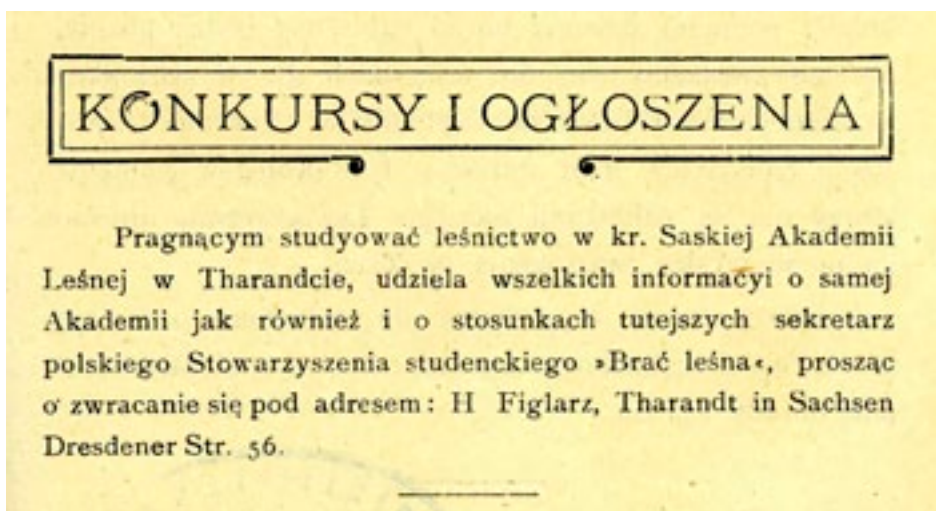 KONKURSY I OGŁOSZENIA
Pragnącym studyować leśnictwo w kr. Saskiej Akademii
Leśnej w Tharandcie, udziela wszelkich informacyi o samej
Akademii jak również i o stosunkach tutejszych sekretarz
polskiego Stowarzyszenia studenckiego »Brać leśna«, prosząc
o zwracanie się pod adresem: H Figlarz, Tharandt in Sachsen
Dresdener Str. 56.